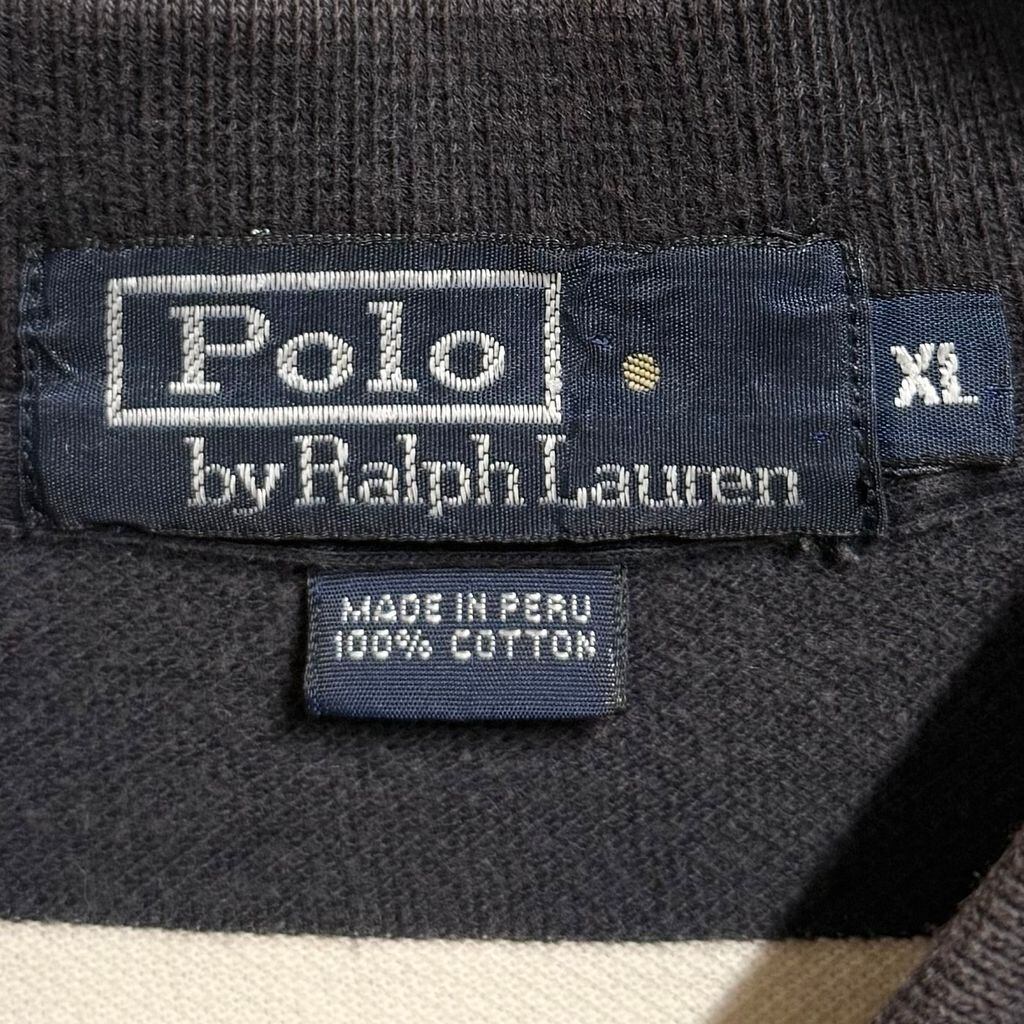 Polo
by Ralph Lauren
XL
MADE IN PERU
100% COTTON